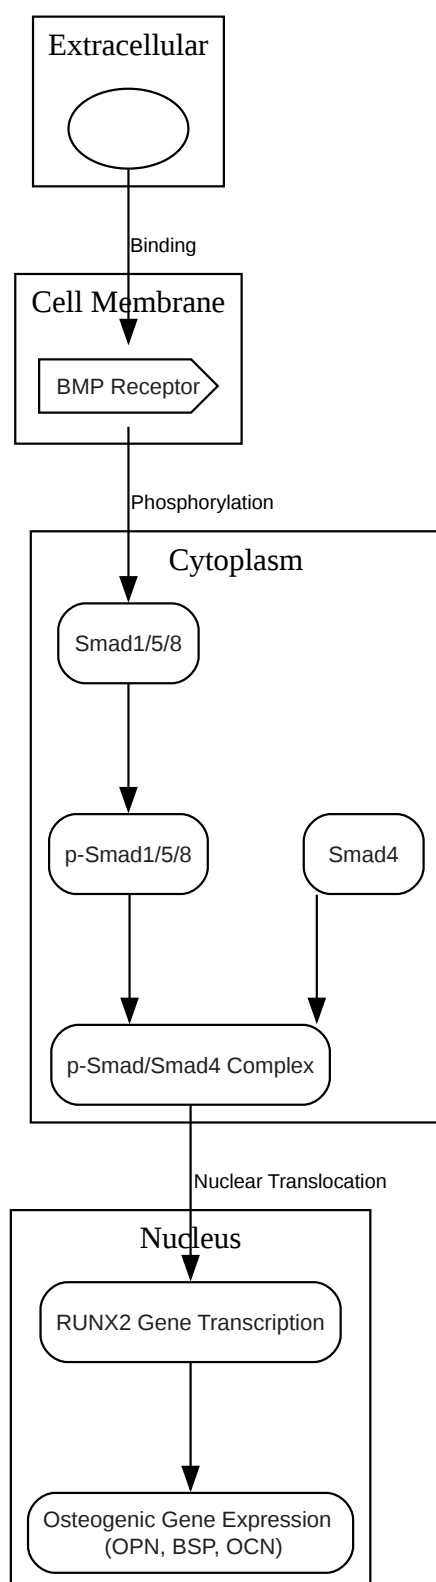 Extracellular
Binding
Cell Membrane
BMP Receptor
Phosphorylation
Cytoplasm
Smad1/5/8
p-Smad1/5/8
Smad4
p-Smad/Smad4 Complex
Nuclear Translocation
Nucleus
RUNX2 Gene Transcription
Osteogenic Gene Expression
(OPN, BSP, OCN)